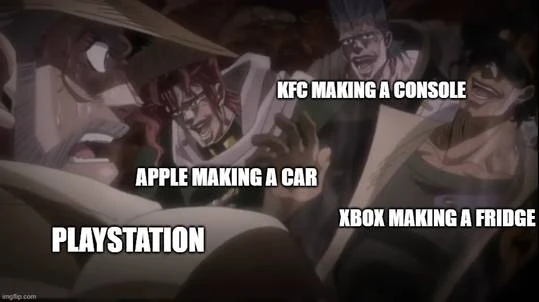 KFC MAKING A CONSOLE
APPLE MAKING A CAR
XBOX MAKING A FRIDGE
PLAYSTATION
imgflip.com